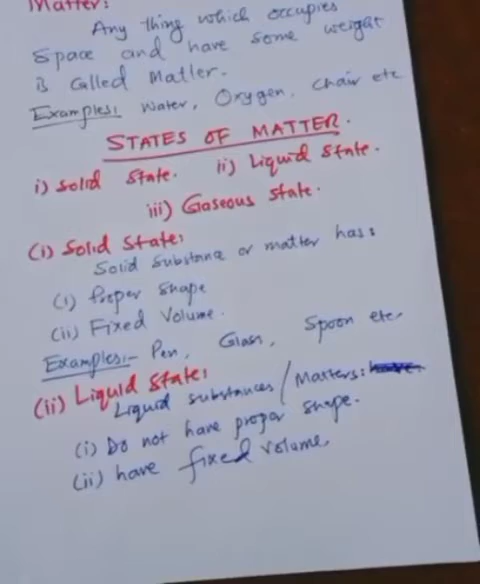 Matter:
Any thing which occupies
Space and have some weight
is called Matter.
Examples: Water, Oxygen, chair etc
STATES OF MATTER.
i) Solid State. ii) Liquid State.
iii) Gaseous State.
(i) Solid State:
Solid Substance or matter has:
(i) Proper Shape
(ii) Fixed Volume.
Examples:- Pen, Glass, Spoon etc
(ii) Liquid State:
Liquid substances / Matters:
(i) Do not have proper shape.
(ii) have fixed volume